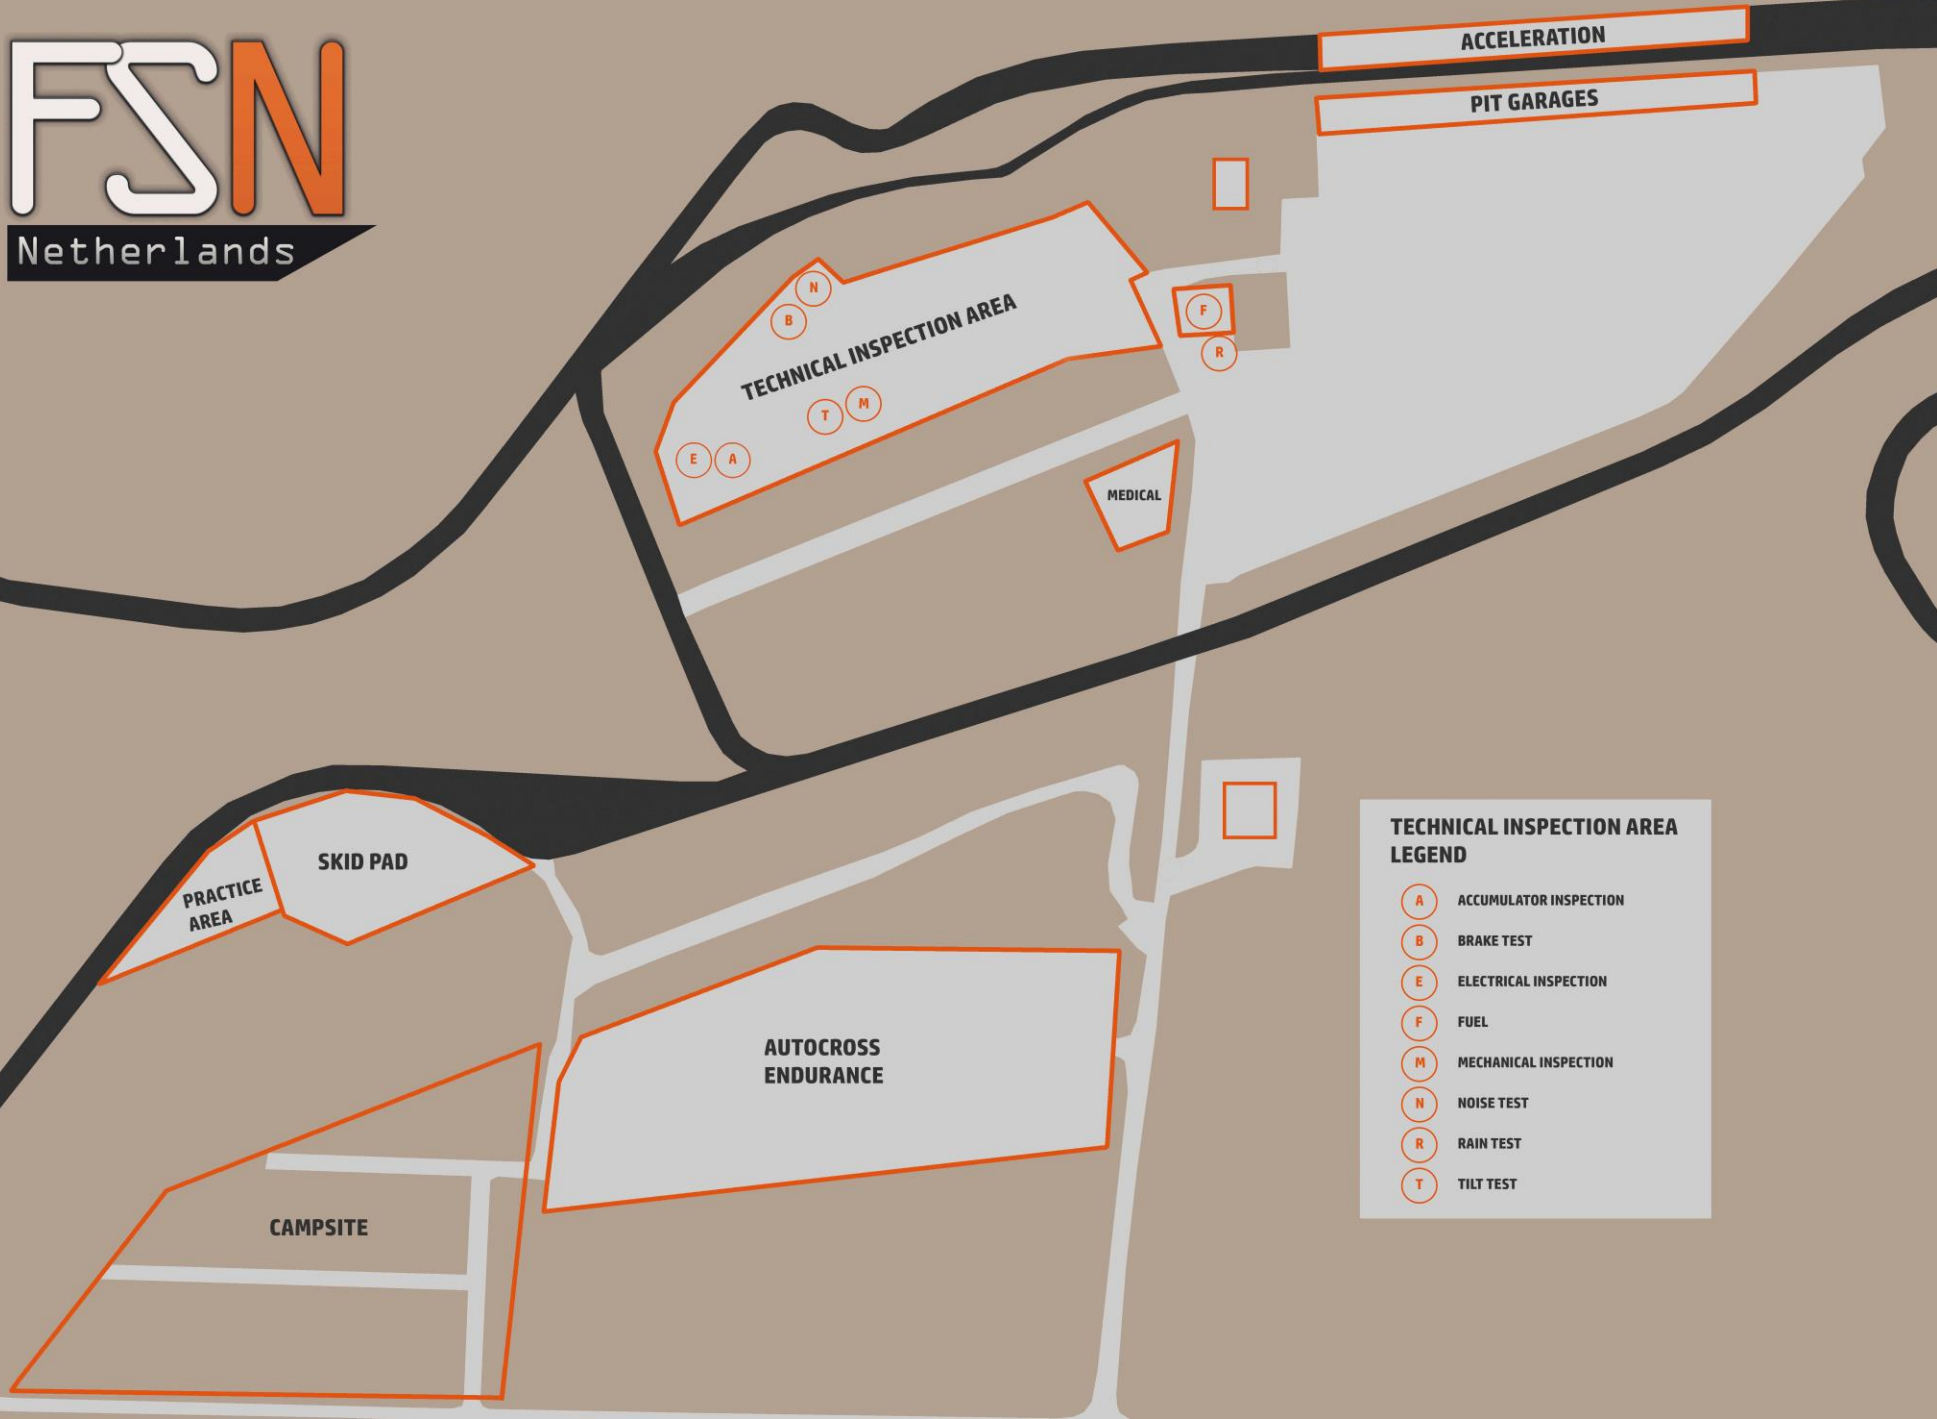 FSN
Netherlands
ACCELERATION
PIT GARAGES
N
B
TECHNICAL INSPECTION AREA
F
R
T
M
E
A
MEDICAL
SKID PAD
PRACTICE
AREA
AUTOCROSS
ENDURANCE
CAMPSITE
TECHNICAL INSPECTION AREA
LEGEND
A ACCUMULATOR INSPECTION
B BRAKE TEST
E ELECTRICAL INSPECTION
F FUEL
M MECHANICAL INSPECTION
N NOISE TEST
R RAIN TEST
T TILT TEST